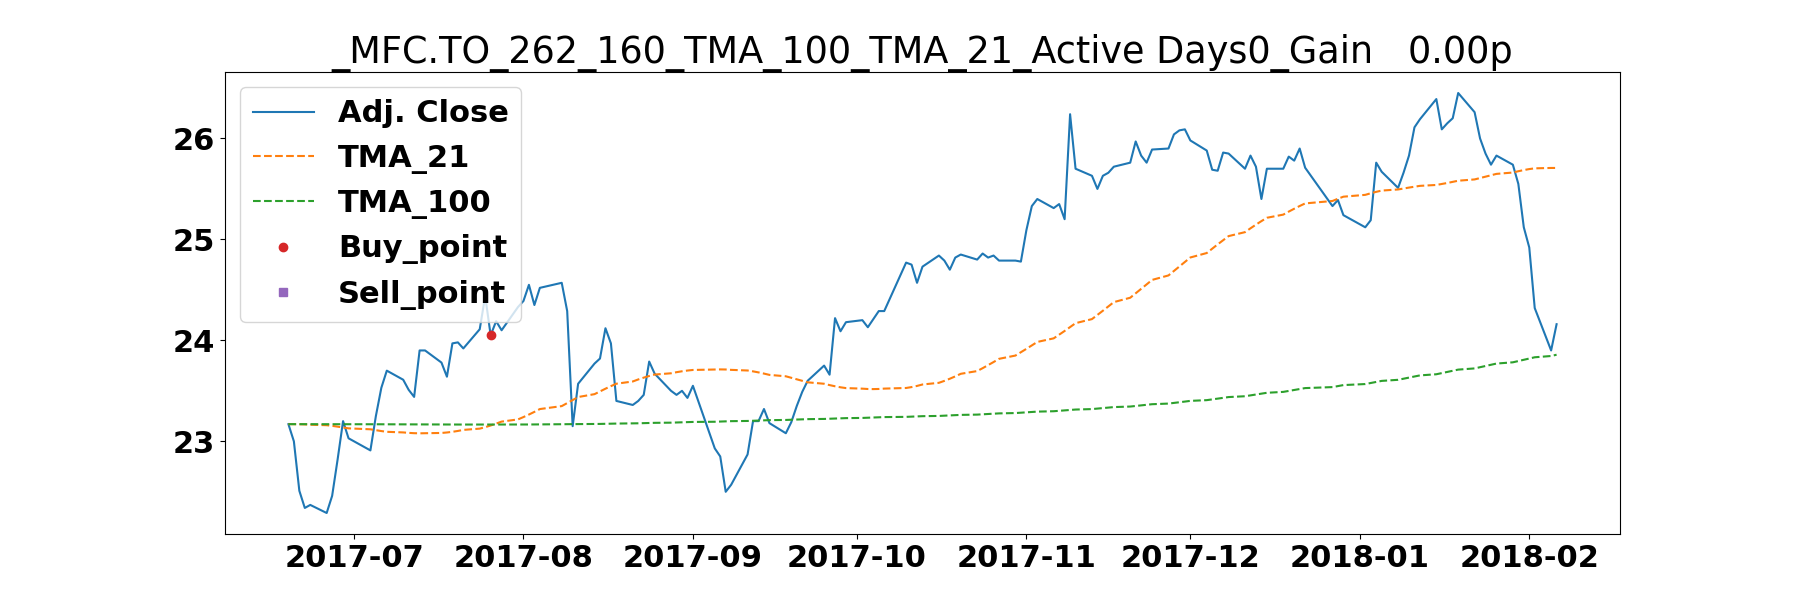 _MFC.TO_262_160_TMA_100_TMA_21_Active Days0_Gain   0.00p
Adj. Close
TMA_21
TMA_100
Buy_point
Sell_point
26
25
24
23
2017-07 2017-08 2017-09 2017-10 2017-11 2017-12 2018-01 2018-02